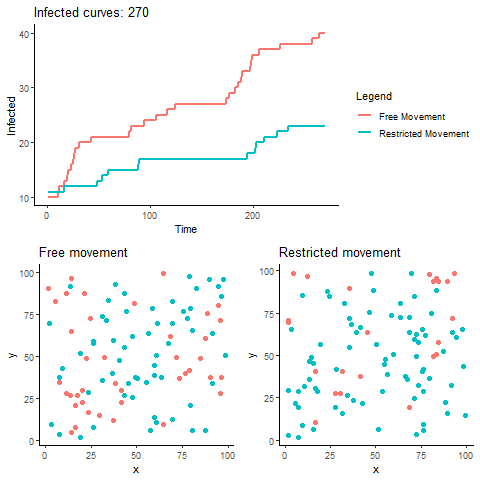 Infected curves: 270
40
30
20
10
Infected
0
100
200
Time
Legend
Free Movement
Restricted Movement
Free movement
100
75
50
25
0
y
0
25
50
75
100
x
Restricted movement
100
75
50
25
0
y
0
25
50
75
100
x